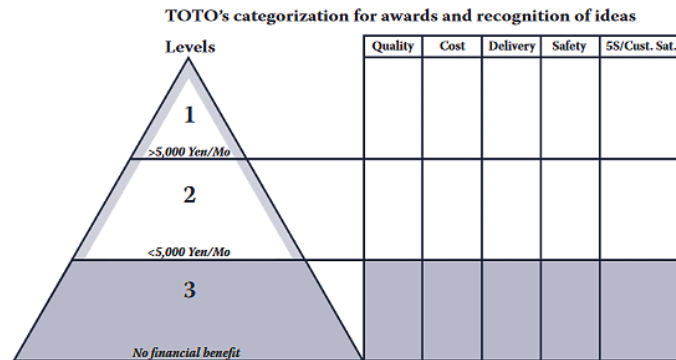 TOTO's categorization for awards and recognition of ideas
Levels
Quality Cost Delivery Safety 5S/Cust. Sat.
1
>5,000 Yen/Mo
2
<5,000 Yen/Mo
3
No financial benefit